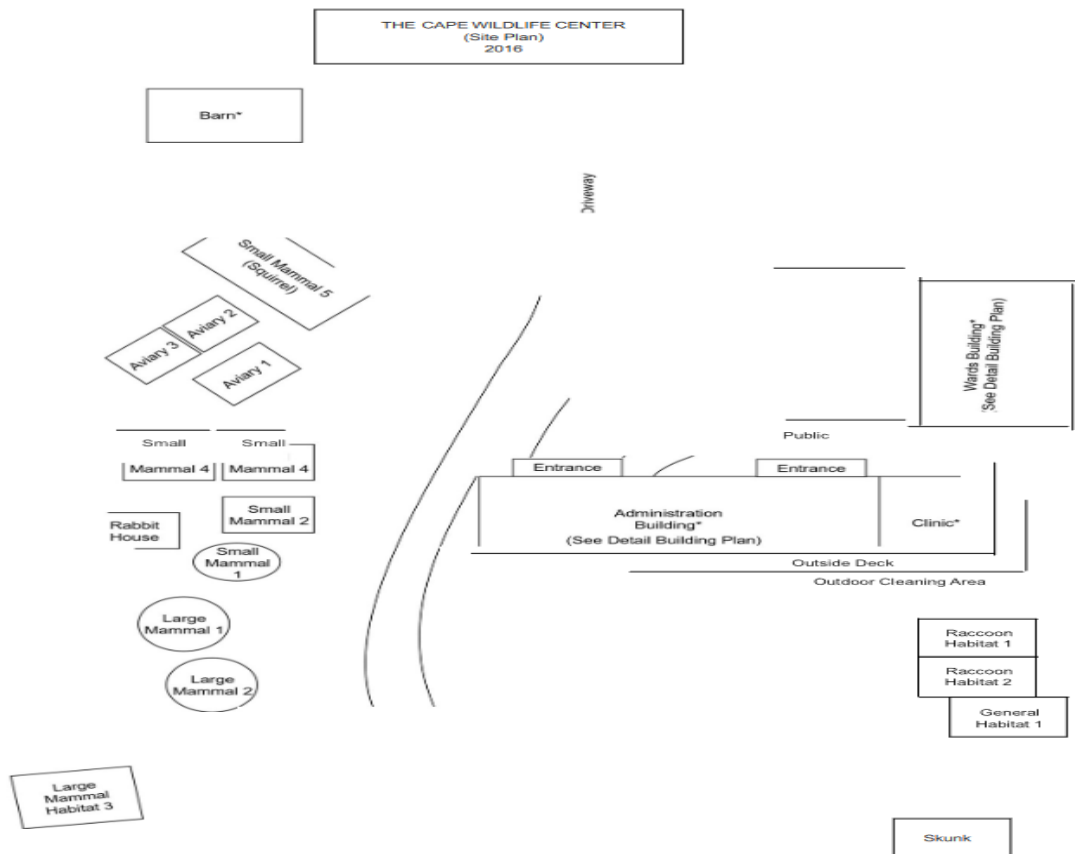 THE CAPE WILDLIFE CENTER
(Site Plan)
2016
Barn*
Driveway
Small Mammal 5
(Squirrel)
Aviary 2
Aviary 3
Aviary 1
Wards Building*
(See Detail Building Plan)
Public
Small
Mammal 4
Small
Mammal 4
Entrance
Entrance
Small
Mammal 2
Rabbit
House
Administration
Building*
(See Detail Building Plan)
Clinic*
Small
Mammal
1
Outside Deck
Outdoor Cleaning Area
Large
Mammal 1
Raccoon
Habitat 1
Large
Mammal 2
Raccoon
Habitat 2
General
Habitat 1
Large
Mammal
Habitat 3
Skunk